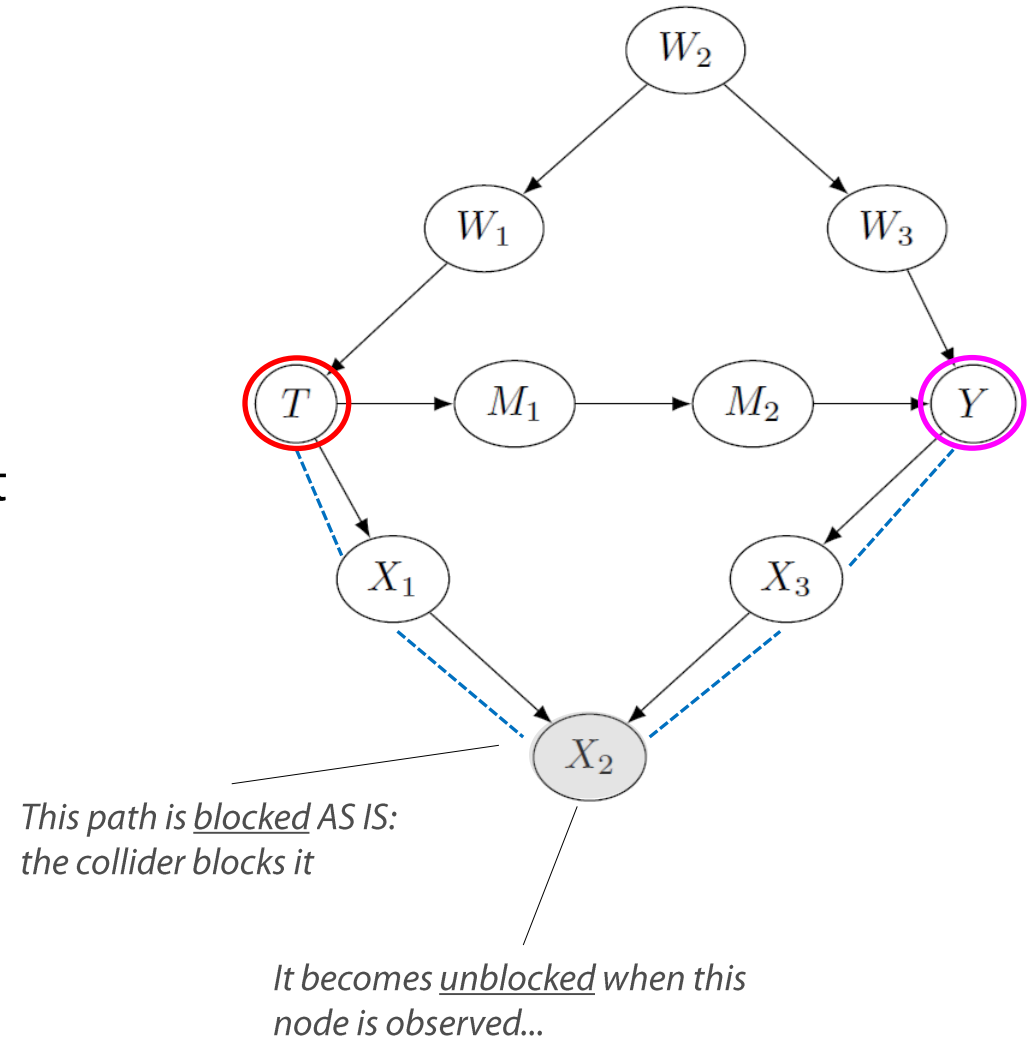 W₂
W₁
W₃
T
M₁
M₂
Y
t
X₁
X₃
X₂
This path is blocked AS IS:
the collider blocks it
It becomes unblocked when this
node is observed...